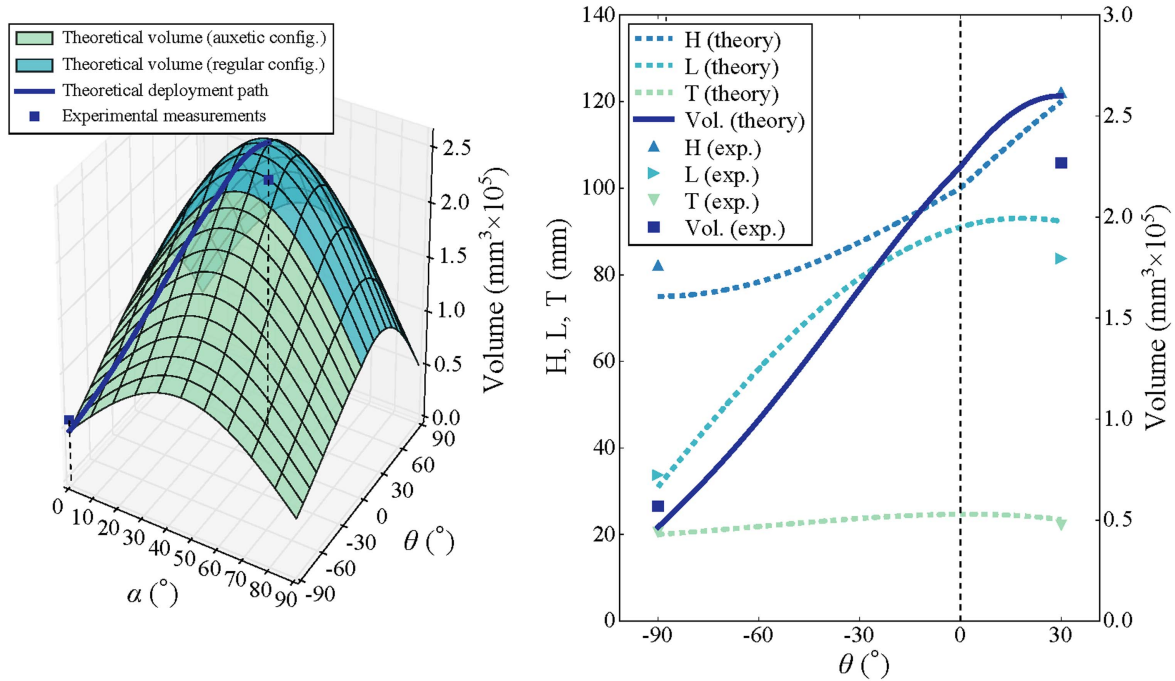 Theoretical volume (auxetic config.)
Theoretical volume (regular config.)
Theoretical deployment path
Experimental measurements
2.5
2.0
1.5
1.0
0.5
0.0
Volume (mm³×10⁵)
90
60
30
0
-30
-60
-90
θ (°)
0
10
20
30
40
50
60
70
80
90
α (°)
H (theory)
L (theory)
T (theory)
Vol. (theory)
H (exp.)
L (exp.)
T (exp.)
Vol. (exp.)
140
120
100
80
60
40
20
0
H, L, T (mm)
3.0
2.5
2.0
1.5
1.0
0.5
0.0
Volume (mm³×10⁵)
-90
-60
-30
0
30
θ (°)